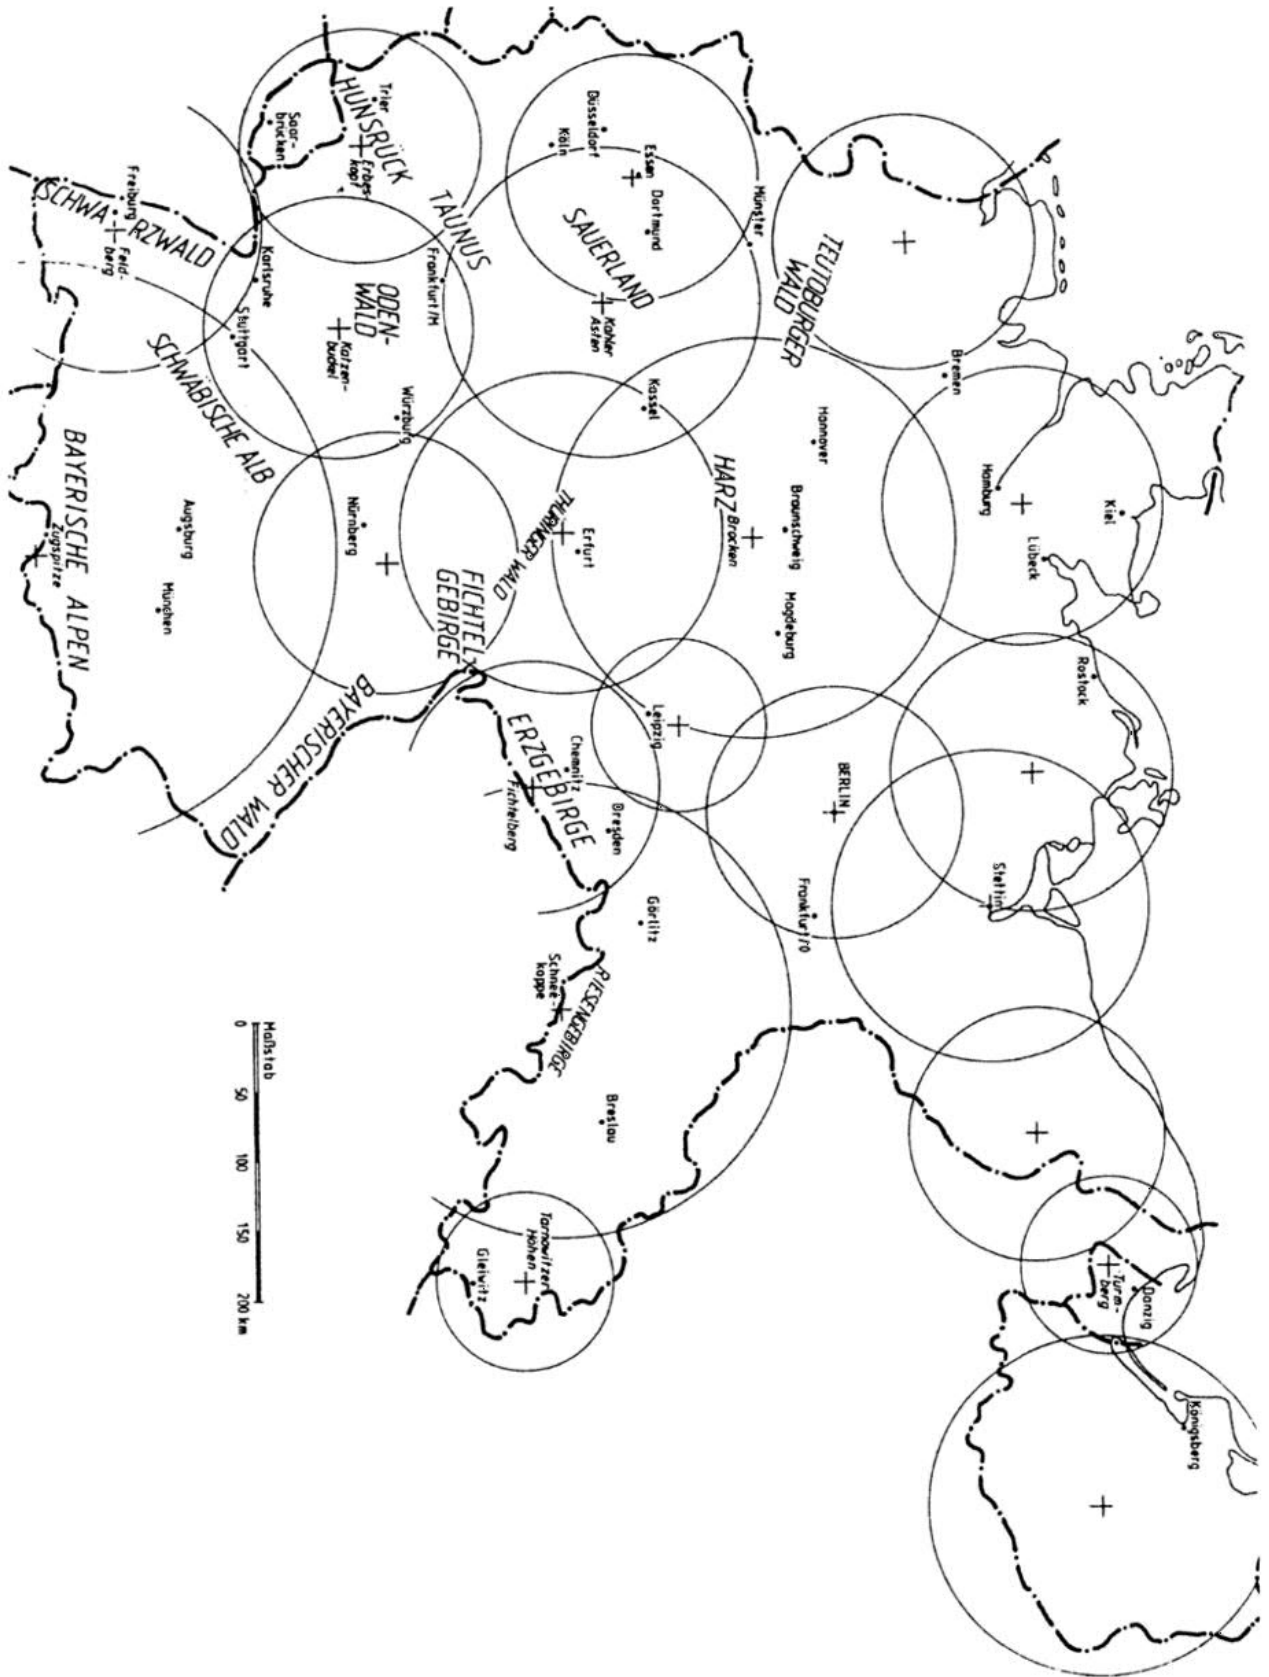 Kiel
Lübeck
Rostock
Hamburg
Bremen
Stettin
Danzig
Turm-
berg
Königsberg
TEUTOBURGER
WALD
Hannover
Braunschweig
Magdeburg
BERLIN
Frankfurt/O
Münster
HARZ
Brocken
Essen
Dortmund
Düsseldorf
Köln
SAUERLAND
Kahler
Asten
Kassel
Leipzig
Görlitz
Dresden
Chemnitz
Breslau
Erfurt
THÜRINGER WALD
ERZGEBIRGE
Fichtelberg
RIESENGEBIRGE
Schnee-
koppe
Tarnowitzer
Höhen
Gleiwitz
TAUNUS
Frankfurt/M
FICHTEL-
GEBIRGE
HUNSRÜCK
Trier
Erbes-
kopf
Saar-
brücken
ODEN-
WALD
Katzen-
buckel
Würzburg
Nürnberg
BAYERISCHER WALD
Karlsruhe
Stuttgart
SCHWÄBISCHE ALB
SCHWARZWALD
Freiburg
Feld-
berg
Augsburg
München
BAYERISCHE ALPEN
Zugspitze
Maßstab
0 50 100 150 200 km